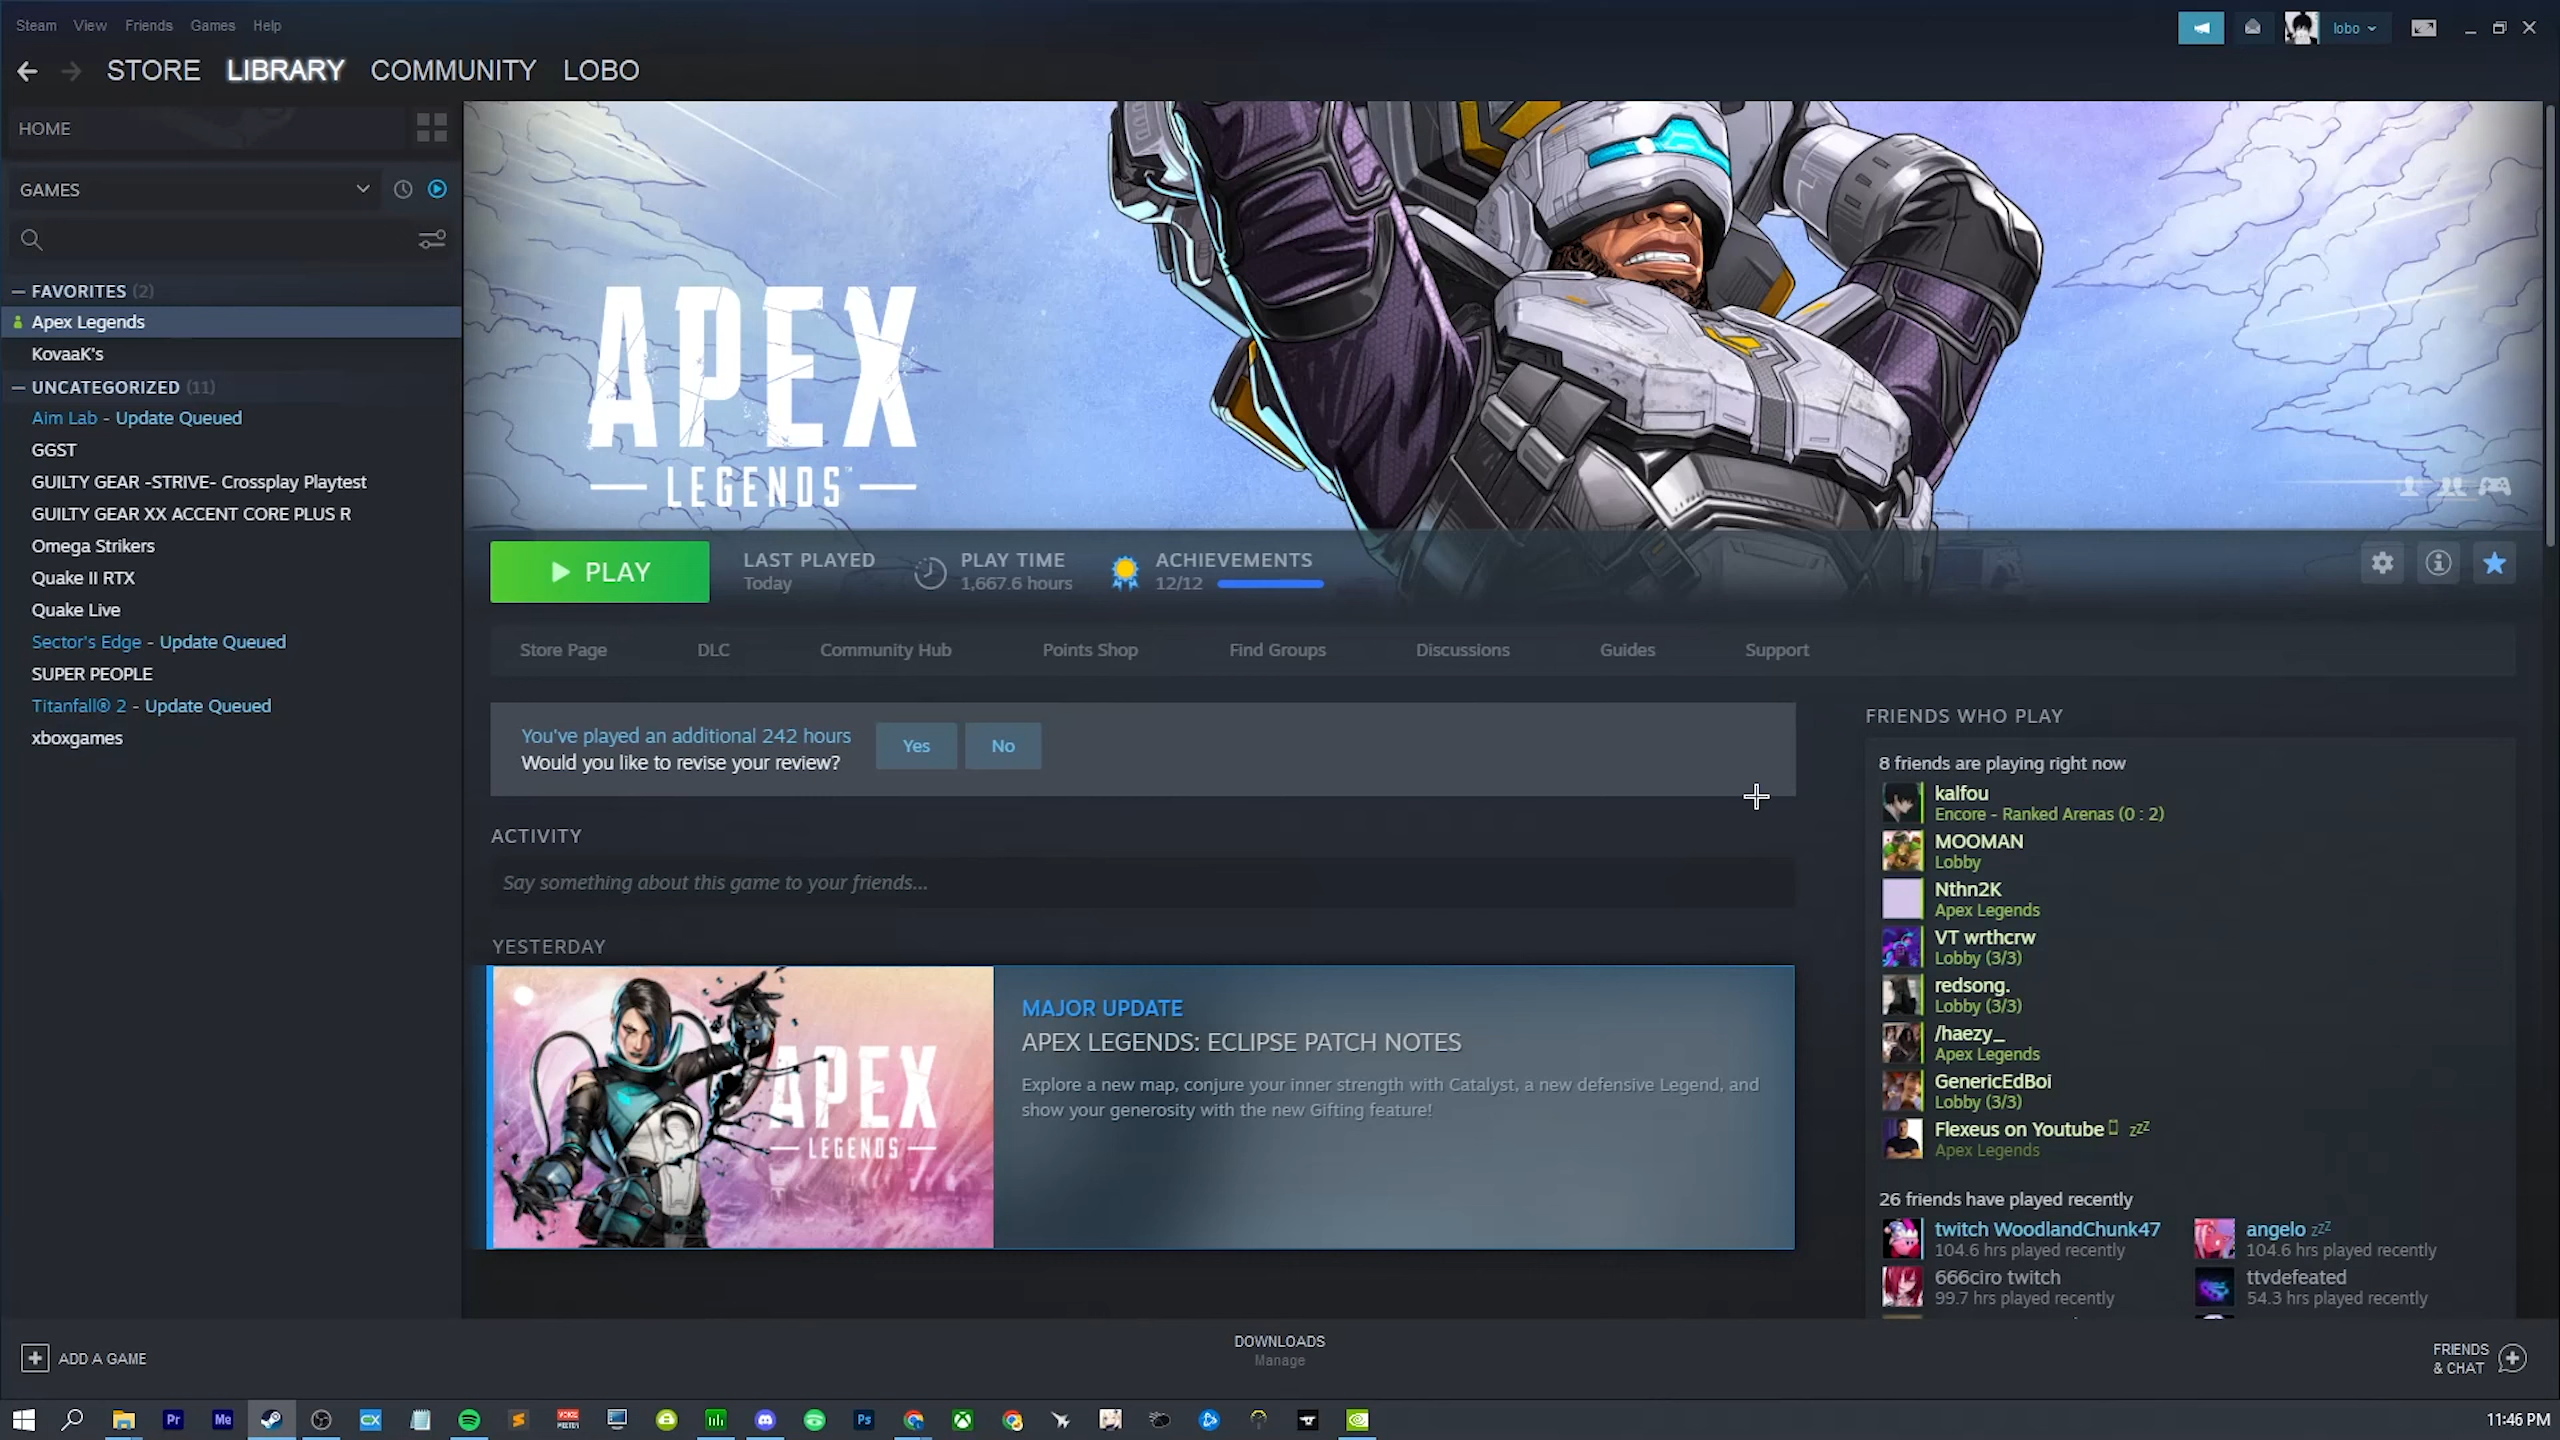 Steam View Friends Games Help
lobo
STORE LIBRARY COMMUNITY LOBO
HOME
GAMES
FAVORITES (2)
Apex Legends
KovaaK's
UNCATEGORIZED (11)
Aim Lab - Update Queued
GGST
GUILTY GEAR -STRIVE- Crossplay Playtest
GUILTY GEAR XX ACCENT CORE PLUS R
Omega Strikers
Quake II RTX
Quake Live
Sector's Edge - Update Queued
SUPER PEOPLE
Titanfall® 2 - Update Queued
xboxgames
APEX
LEGENDS™
PLAY
LAST PLAYED
Today
PLAY TIME
1,667.6 hours
ACHIEVEMENTS
12/12
Store Page DLC Community Hub Points Shop Find Groups Discussions Guides Support
You've played an additional 242 hours
Would you like to revise your review?
Yes No
ACTIVITY
Say something about this game to your friends...
YESTERDAY
APEX
LEGENDS
MAJOR UPDATE
APEX LEGENDS: ECLIPSE PATCH NOTES
Explore a new map, conjure your inner strength with Catalyst, a new defensive Legend, and
show your generosity with the new Gifting feature!
FRIENDS WHO PLAY
8 friends are playing right now
kalfou
Encore - Ranked Arenas (0 : 2)
MOOMAN
Lobby
Nthn2K
Apex Legends
VT wrthcrw
Lobby (3/3)
redsong.
Lobby (3/3)
/haezy_
Apex Legends
GenericEdBoi
Lobby (3/3)
Flexeus on Youtube zzz
Apex Legends
26 friends have played recently
twitch WoodlandChunk47
104.6 hrs played recently
angelo zzz
104.6 hrs played recently
666ciro twitch
99.7 hrs played recently
ttvdefeated
54.3 hrs played recently
ADD A GAME
DOWNLOADS
Manage
FRIENDS
& CHAT
Pr
Me
CX
Ps
11:46 PM